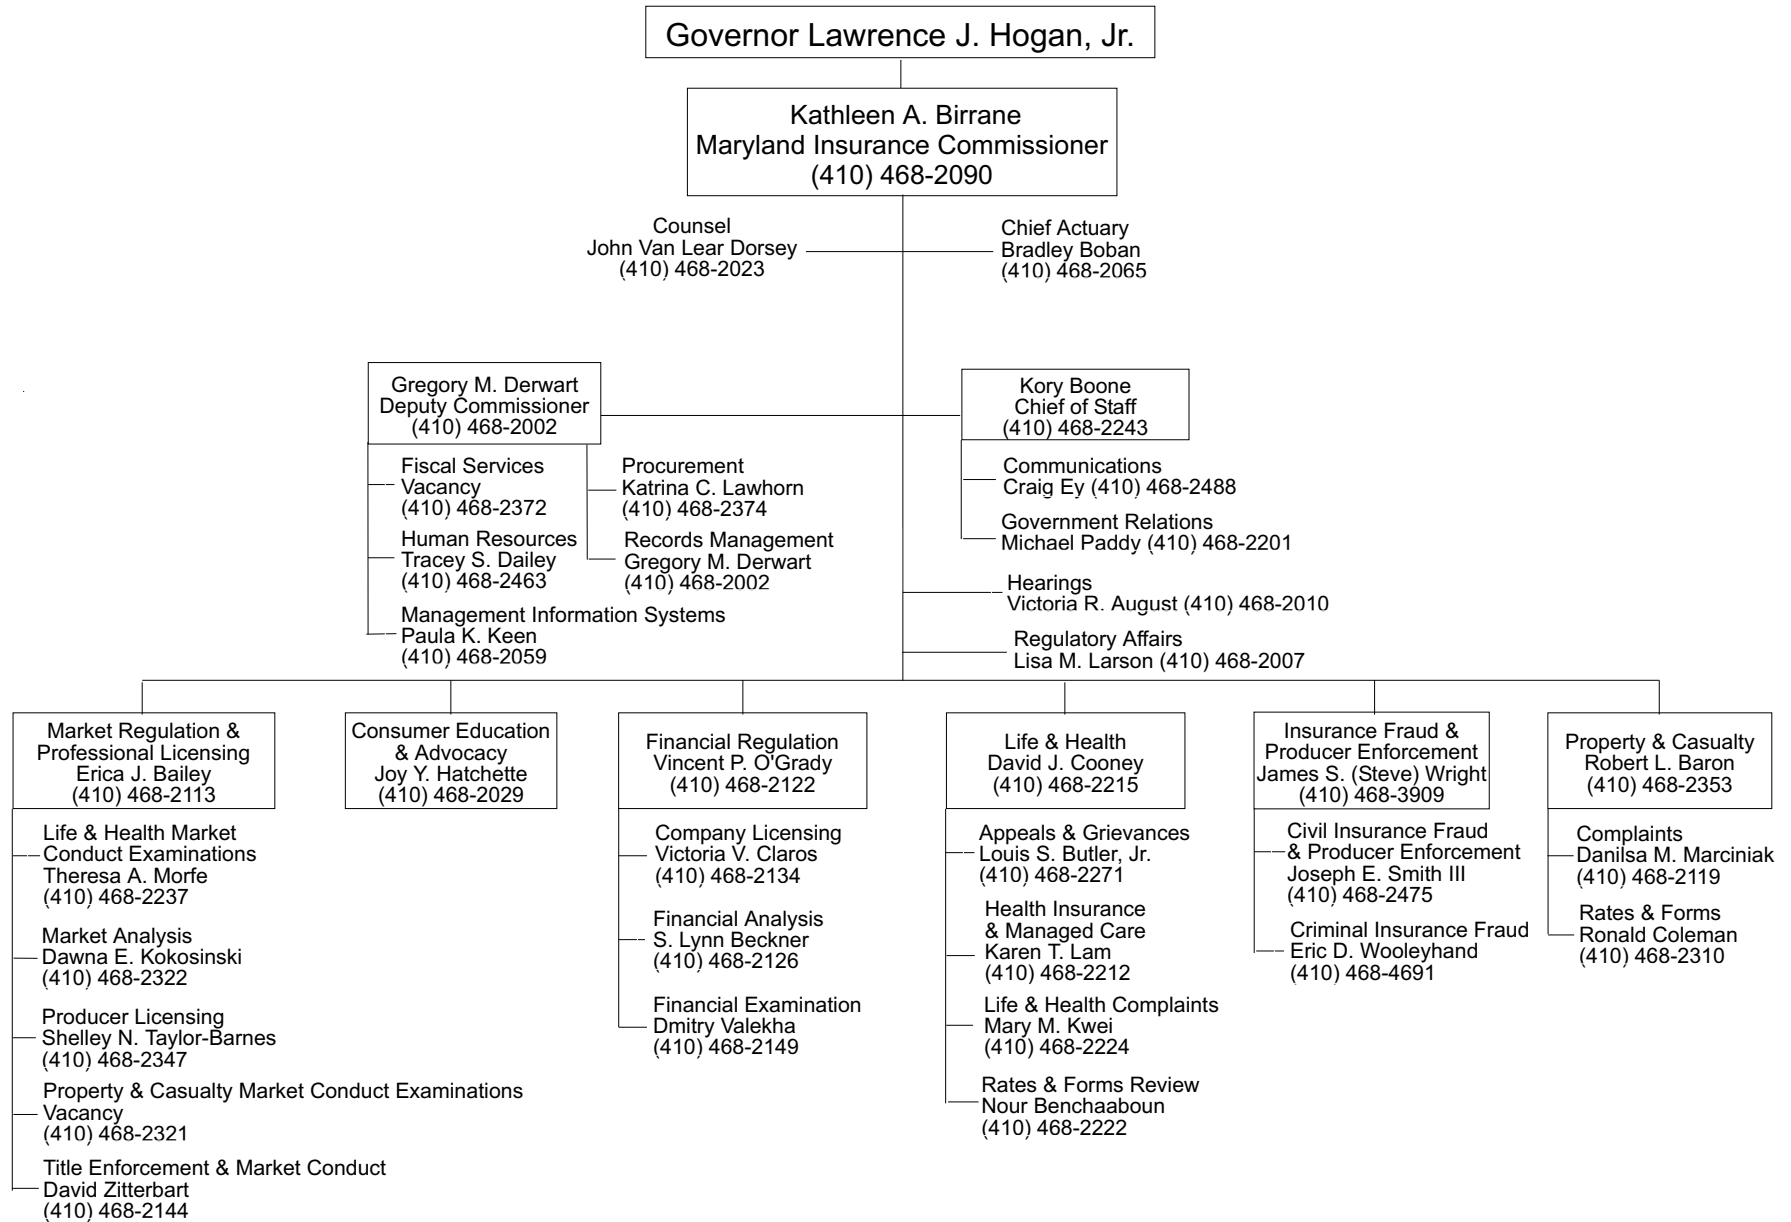 Governor Lawrence J. Hogan, Jr.
Kathleen A. Birrane
Maryland Insurance Commissioner
(410) 468-2090
Counsel
John Van Lear Dorsey
(410) 468-2023
Chief Actuary
Bradley Boban
(410) 468-2065
Gregory M. Derwart
Deputy Commissioner
(410) 468-2002
Fiscal Services
Vacancy
(410) 468-2372
Human Resources
Tracey S. Dailey
(410) 468-2463
Management Information Systems
Paula K. Keen
(410) 468-2059
Procurement
Katrina C. Lawhorn
(410) 468-2374
Records Management
Gregory M. Derwart
(410) 468-2002
Kory Boone
Chief of Staff
(410) 468-2243
Communications
Craig Ey (410) 468-2488
Government Relations
Michael Paddy (410) 468-2201
Hearings
Victoria R. August (410) 468-2010
Regulatory Affairs
Lisa M. Larson (410) 468-2007
Market Regulation &
Professional Licensing
Erica J. Bailey
(410) 468-2113
Life & Health Market
Conduct Examinations
Theresa A. Morfe
(410) 468-2237
Market Analysis
Dawna E. Kokosinski
(410) 468-2322
Producer Licensing
Shelley N. Taylor-Barnes
(410) 468-2347
Property & Casualty Market Conduct Examinations
Vacancy
(410) 468-2321
Title Enforcement & Market Conduct
David Zitterbart
(410) 468-2144
Consumer Education
& Advocacy
Joy Y. Hatchette
(410) 468-2029
Financial Regulation
Vincent P. O'Grady
(410) 468-2122
Company Licensing
Victoria V. Claros
(410) 468-2134
Financial Analysis
S. Lynn Beckner
(410) 468-2126
Financial Examination
Dmitry Valekha
(410) 468-2149
Life & Health
David J. Cooney
(410) 468-2215
Appeals & Grievances
Louis S. Butler, Jr.
(410) 468-2271
Health Insurance
& Managed Care
Karen T. Lam
(410) 468-2212
Life & Health Complaints
Mary M. Kwei
(410) 468-2224
Rates & Forms Review
Nour Benchaaboun
(410) 468-2222
Insurance Fraud &
Producer Enforcement
James S. (Steve) Wright
(410) 468-3909
Civil Insurance Fraud
& Producer Enforcement
Joseph E. Smith III
(410) 468-2475
Criminal Insurance Fraud
Eric D. Wooleyhand
(410) 468-4691
Property & Casualty
Robert L. Baron
(410) 468-2353
Complaints
Danilsa M. Marciniak
(410) 468-2119
Rates & Forms
Ronald Coleman
(410) 468-2310